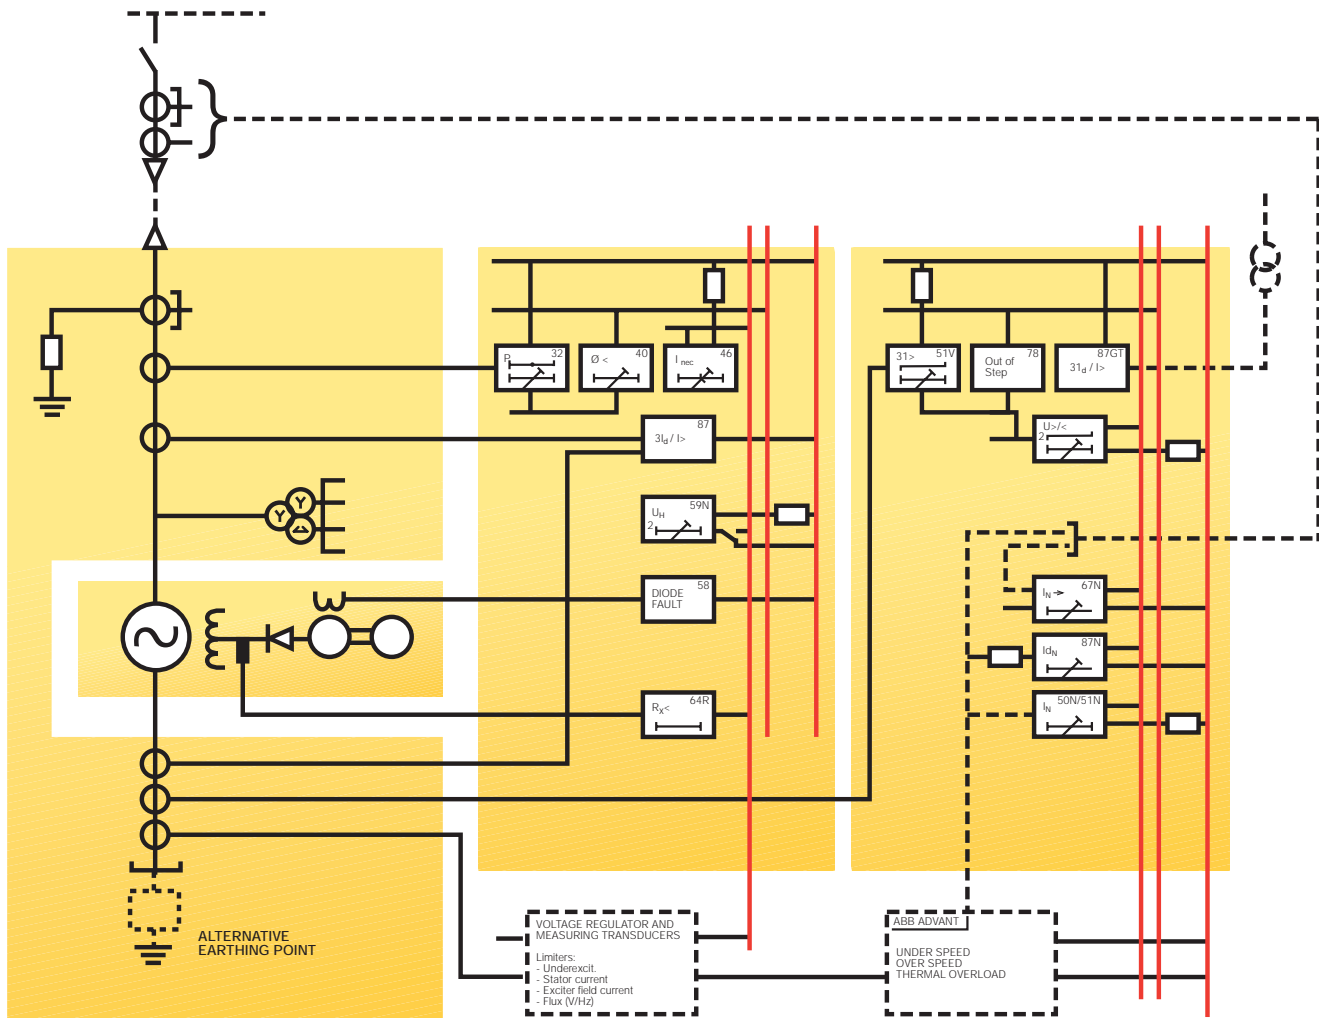 P
32
Ø <
40
I nec
46
31>
51V
Out of
Step
78
87GT
31d / I>
87
3Id / I>
U>/<
2
59N
UH
2
58
DIODE
FAULT
67N
IN
87N
IdN
64R
RX<
50N/51N
IN
Y
Y
ALTERNATIVE
EARTHING POINT
VOLTAGE REGULATOR AND
MEASURING TRANSDUCERS
Limiters:
- Underexcit.
- Stator current
- Exciter field current
- Flux (V/Hz)
ABB ADVANT
UNDER SPEED
OVER SPEED
THERMAL OVERLOAD